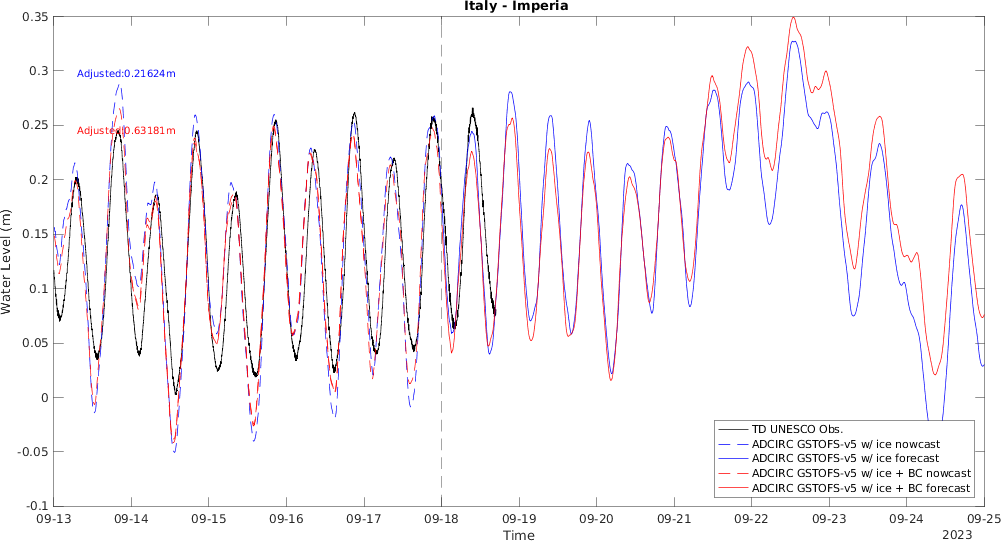 Italy - Imperia
0.35
0.3
0.25
0.2
0.15
0.1
0.05
0
-0.05
-0.1
Water Level (m)
Adjusted:0.21624m
Adjusted:0.63181m
TD UNESCO Obs.
ADCIRC GSTOFS-v5 w/ ice nowcast
ADCIRC GSTOFS-v5 w/ ice forecast
ADCIRC GSTOFS-v5 w/ ice + BC nowcast
ADCIRC GSTOFS-v5 w/ ice + BC forecast
09-13 09-14 09-15 09-16 09-17 09-18 09-19 09-20 09-21 09-22 09-23 09-24 09-25
Time
2023